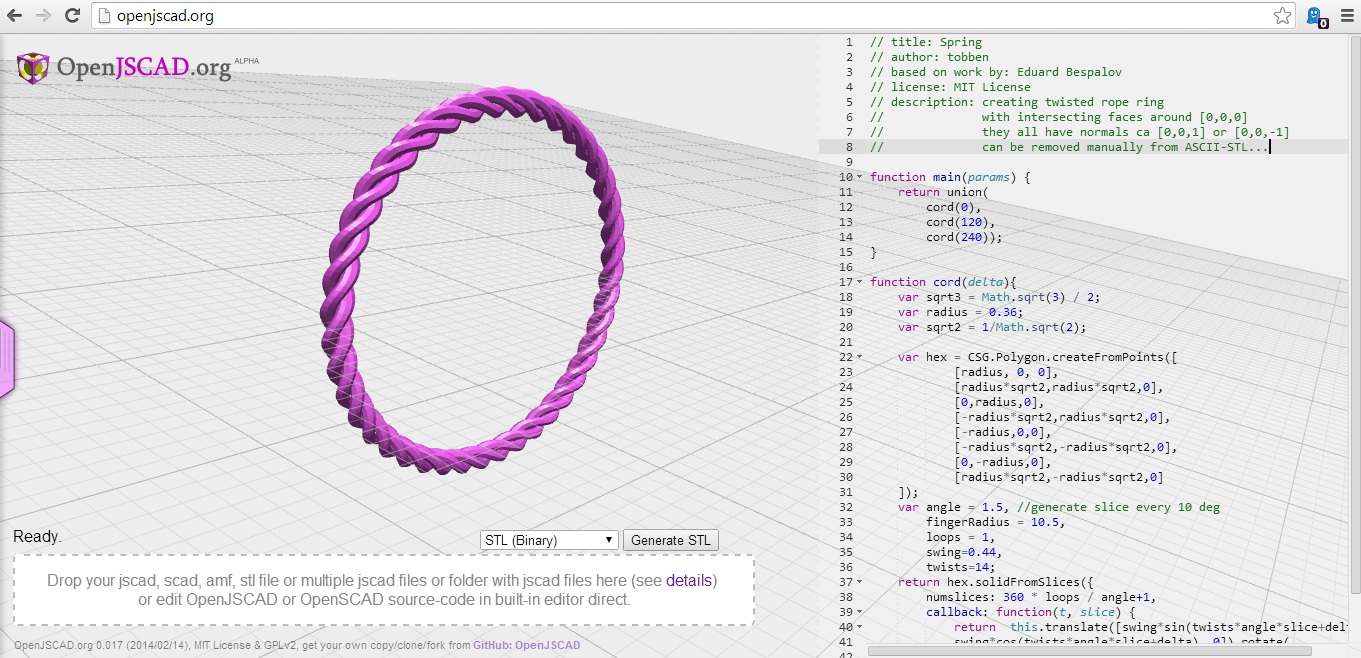 openjscad.org
0
OpenJSCAD.org ALPHA
1 // title: Spring
2 // author: tobben
3 // based on work by: Eduard Bespalov
4 // license: MIT License
5 // description: creating twisted rope ring
6 // with intersecting faces around [0,0,0]
7 // they all have normals ca [0,0,1] or [0,0,-1]
8 // can be removed manually from ASCII-STL...
9
10 function main(params) {
11 return union(
12 cord(0),
13 cord(120),
14 cord(240));
15 }
16
17 function cord(delta){
18 var sqrt3 = Math.sqrt(3) / 2;
19 var radius = 0.36;
20 var sqrt2 = 1/Math.sqrt(2);
21
22 var hex = CSG.Polygon.createFromPoints([
23 [radius, 0, 0],
24 [radius*sqrt2,radius*sqrt2,0],
25 [0,radius,0],
26 [-radius*sqrt2,radius*sqrt2,0],
27 [-radius,0,0],
28 [-radius*sqrt2,-radius*sqrt2,0],
29 [0,-radius,0],
30 [radius*sqrt2,-radius*sqrt2,0]
31 ]);
32 var angle = 1.5, //generate slice every 10 deg
33 fingerRadius = 10.5,
34 loops = 1,
35 swing=0.44,
36 twists=14;
37 return hex.solidFromSlices({
38 numslices: 360 * loops / angle+1,
39 callback: function(t, slice) {
40 return this.translate([swing*sin(twists*angle*slice+del
41 swing*cos(twists*angle*slice+delta), 0]).rotate(
42
Ready.
STL (Binary)
Generate STL
Drop your jscad, scad, amf, stl file or multiple jscad files or folder with jscad files here (see details)
or edit OpenJSCAD or OpenSCAD source-code in built-in editor direct.
OpenJSCAD.org 0.017 (2014/02/14), MIT License & GPLv2, get your own copy/clone/fork from GitHub: OpenJSCAD